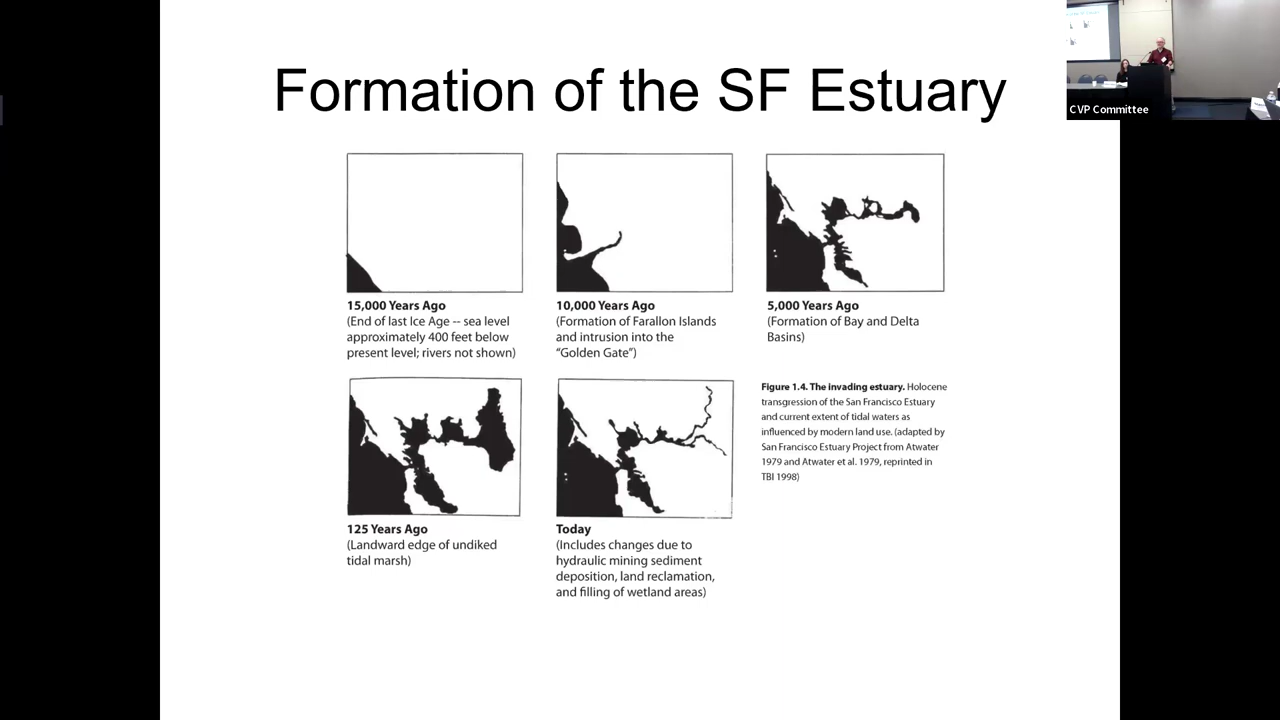 Formation of the SF Estuary
CVP Committee
15,000 Years Ago
(End of last Ice Age -- sea level
approximately 400 feet below
present level; rivers not shown)
10,000 Years Ago
(Formation of Farallon Islands
and intrusion into the
“Golden Gate”)
5,000 Years Ago
(Formation of Bay and Delta
Basins)
125 Years Ago
(Landward edge of undiked
tidal marsh)
Today
(Includes changes due to
hydraulic mining sediment
deposition, land reclamation,
and filling of wetland areas)
Figure 1.4. The invading estuary. Holocene
transgression of the San Francisco Estuary
and current extent of tidal waters as
influenced by modern land use. (adapted by
San Francisco Estuary Project from Atwater
1979 and Atwater et al. 1979, reprinted in
TBI 1998)